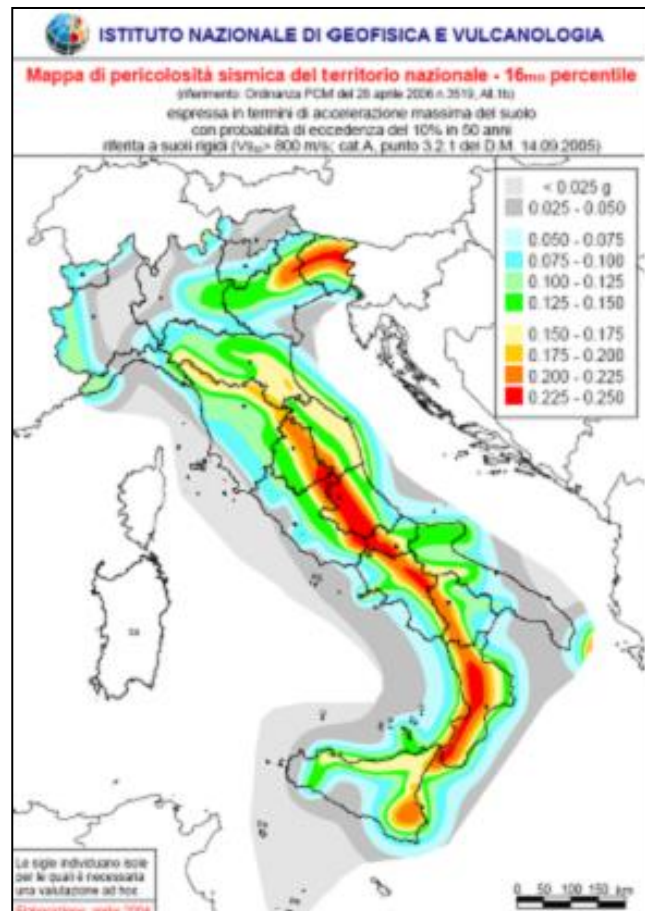 ISTITUTO NAZIONALE DI GEOFISICA E VULCANOLOGIA
Mappa di pericolosità sismica del territorio nazionale - 16mo percentile
(riferimento: Ordinanza PCM del 28 aprile 2006 n.3519, All.1b)
espressa in termini di accelerazione massima del suolo
con probabilità di eccedenza del 10% in 50 anni
riferita a suoli rigidi (Vs30> 800 m/s; cat.A, punto 3.2.1 del D.M. 14.09.2005)
< 0.025 g
0.025 - 0.050
0.050 - 0.075
0.075 - 0.100
0.100 - 0.125
0.125 - 0.150
0.150 - 0.175
0.175 - 0.200
0.200 - 0.225
0.225 - 0.250
Le sigle individuano isole
per le quali è necessaria
una valutazione ad hoc
Elaborazione: aprile 2004
0 50 100 150 km